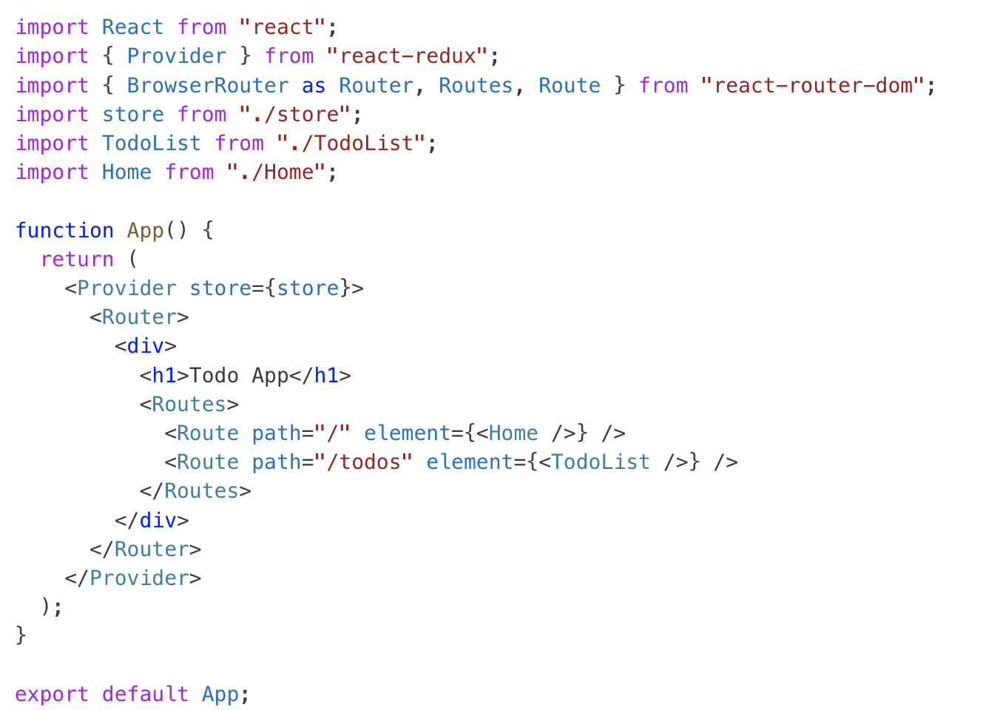 import React from "react";
import { Provider } from "react-redux";
import { BrowserRouter as Router, Routes, Route } from "react-router-dom";
import store from "./store";
import TodoList from "./TodoList";
import Home from "./Home";

function App() {
  return (
    <Provider store={store}>
      <Router>
        <div>
          <h1>Todo App</h1>
          <Routes>
            <Route path="/" element={<Home />} />
            <Route path="/todos" element={<TodoList />} />
          </Routes>
        </div>
      </Router>
    </Provider>
  );
}

export default App;